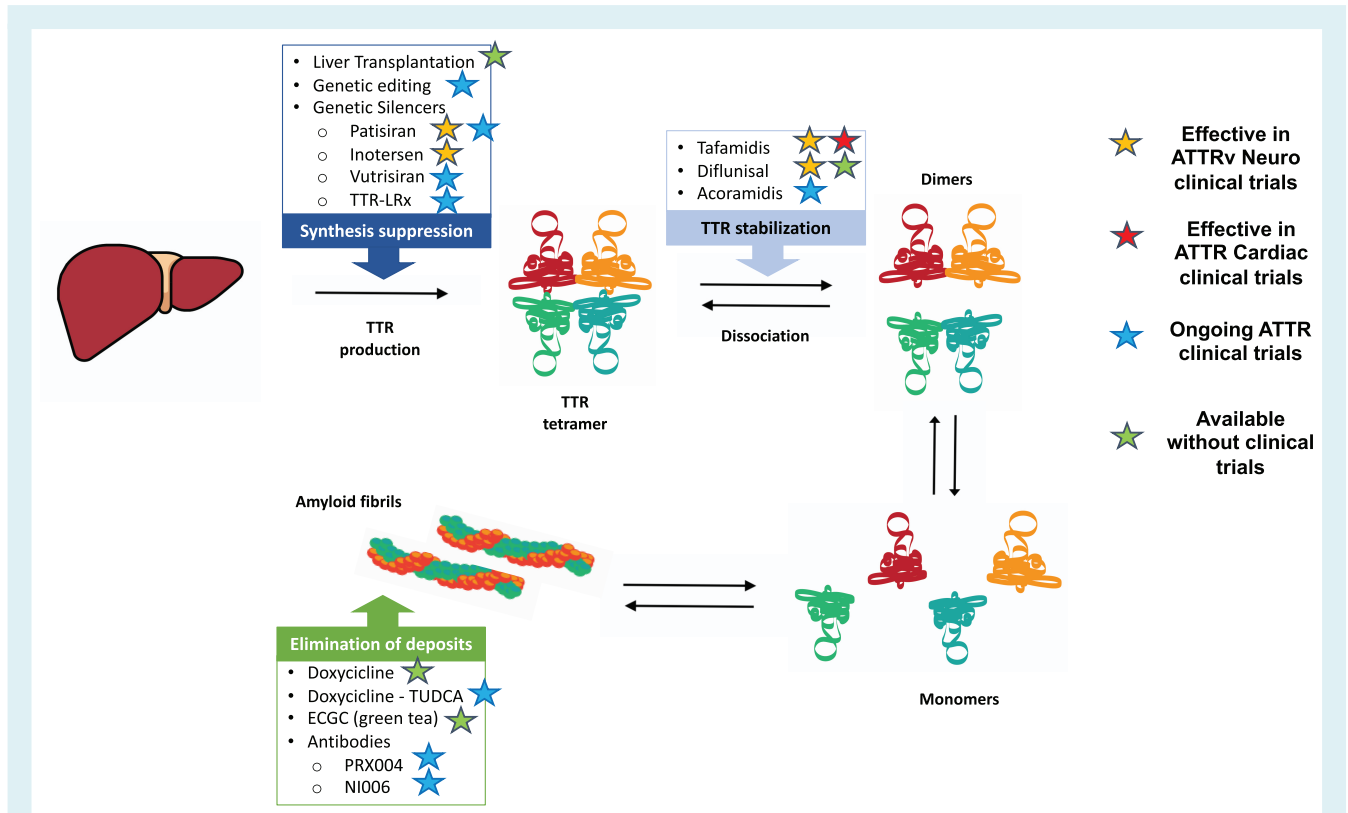 • Liver Transplantation
• Genetic editing
• Genetic Silencers
o Patisiran
o Inotersen
o Vutrisiran
o TTR-LRx
Synthesis suppression
TTR
production
TTR
tetramer
• Tafamidis
• Diflunisal
• Acoramidis
TTR stabilization
Dissociation
Dimers
Effective in
ATTRv Neuro
clinical trials
Effective in
ATTR Cardiac
clinical trials
Ongoing ATTR
clinical trials
Available
without clinical
trials
Monomers
Amyloid fibrils
Elimination of deposits
• Doxycicline
• Doxycicline - TUDCA
• ECGC (green tea)
• Antibodies
o PRX004
o NI006